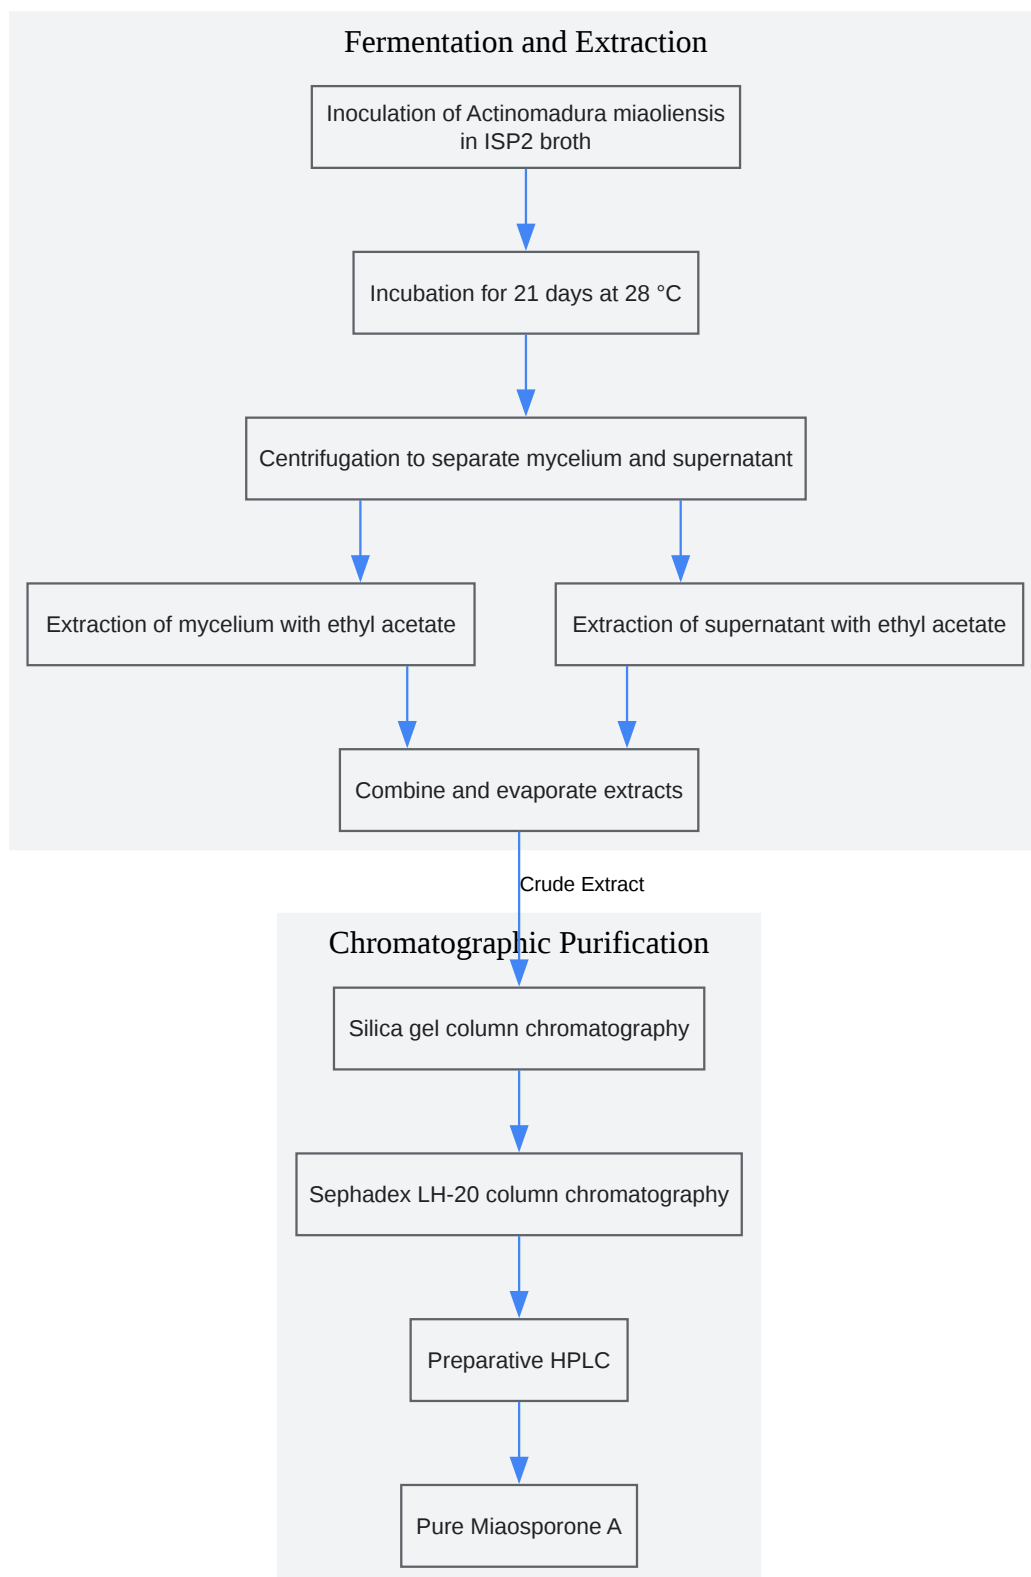 Fermentation and Extraction
Inoculation of Actinomadura miaoliensis
in ISP2 broth
Incubation for 21 days at 28 °C
Centrifugation to separate mycelium and supernatant
Extraction of mycelium with ethyl acetate
Extraction of supernatant with ethyl acetate
Combine and evaporate extracts
Crude Extract
Chromatographic Purification
Silica gel column chromatography
Sephadex LH-20 column chromatography
Preparative HPLC
Pure Miaosporone A